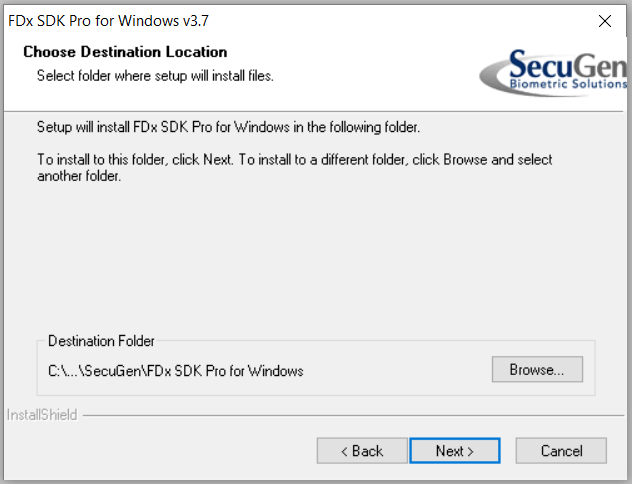 FDx SDK Pro for Windows v3.7
Choose Destination Location
Select folder where setup will install files.
SecuGen
Biometric Solutions
Setup will install FDx SDK Pro for Windows in the following folder.
To install to this folder, click Next. To install to a different folder, click Browse and select
another folder.
Destination Folder
C:\...\SecuGen\FDx SDK Pro for Windows
Browse...
InstallShield
< Back
Next >
Cancel